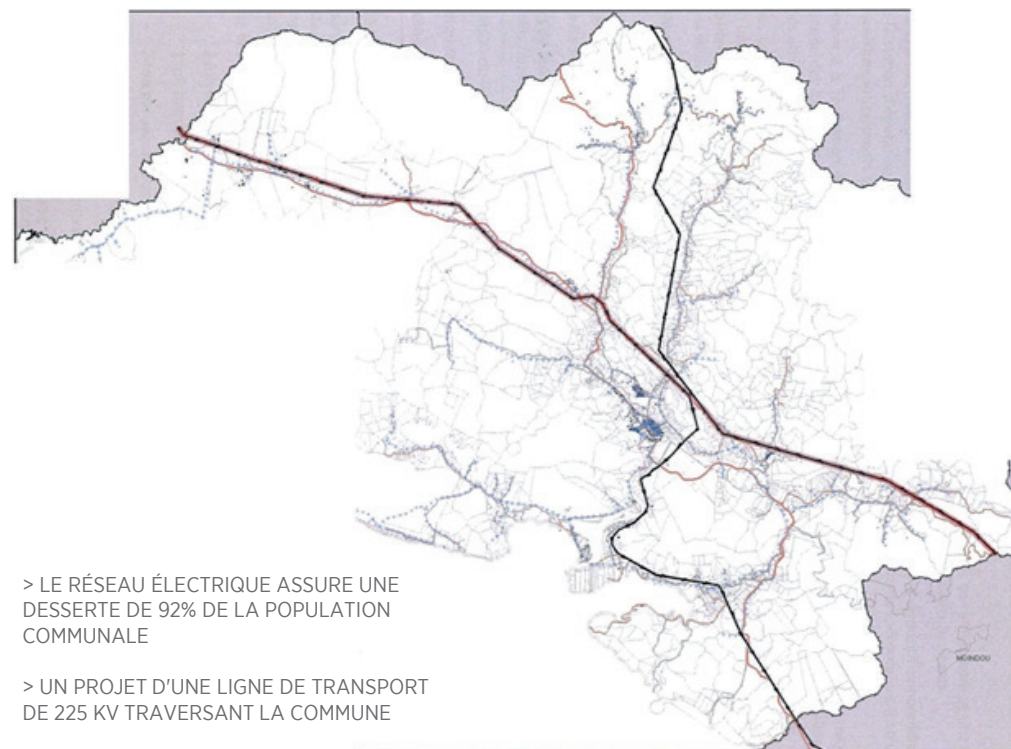 MOINDOU
> LE RÉSEAU ÉLECTRIQUE ASSURE UNE
DESSERTE DE 92% DE LA POPULATION
COMMUNALE
> UN PROJET D'UNE LIGNE DE TRANSPORT
DE 225 KV TRAVERSANT LA COMMUNE